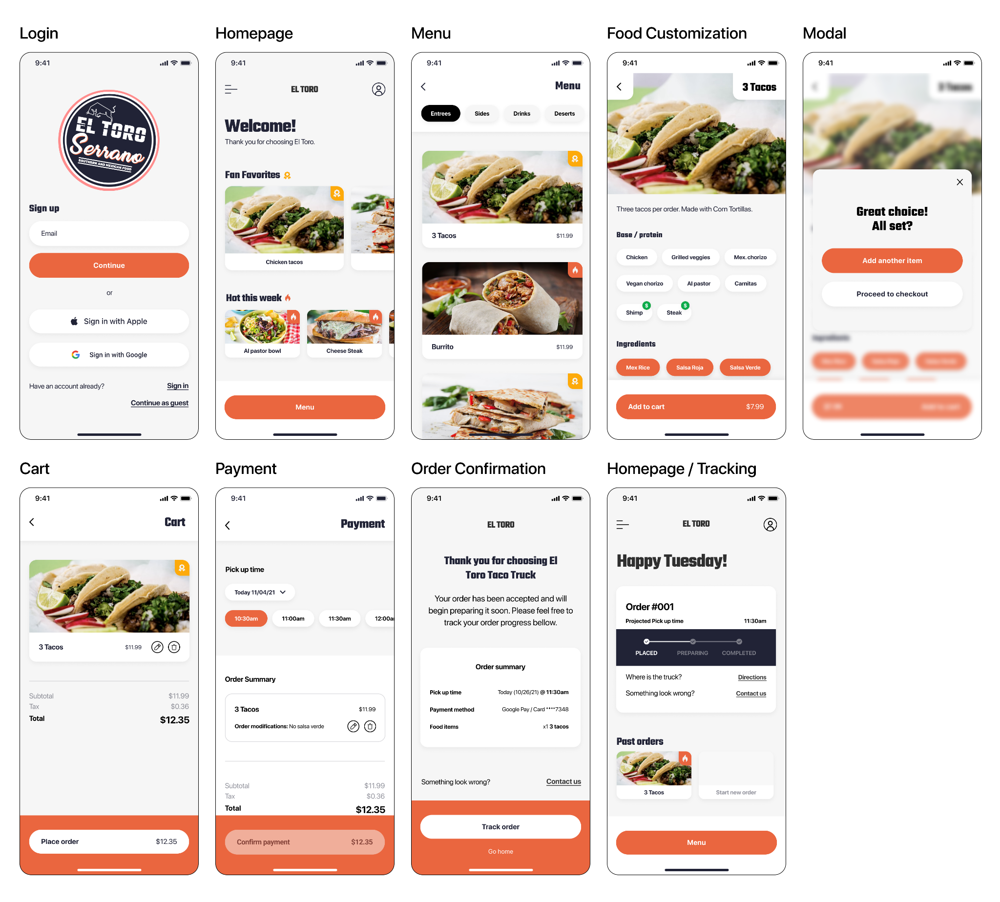 Login
9:41
EL TORO
Serrano
SOUTHERN AND MEXICAN FOOD
Sign up
Email
Continue
or
Sign in with Apple
Sign in with Google
Have an account already? Sign in
Continue as guest
Homepage
9:41
EL TORO
Welcome!
Thank you for choosing El Toro.
Fan Favorites
Chicken tacos
Hot this week
Al pastor bowl Cheese Steak
Menu
Menu
9:41
Menu
Entrees Sides Drinks Deserts
3 Tacos $11.99
Burrito $11.99
Food Customization
9:41
3 Tacos
Three tacos per order. Made with Corn Tortillas.
Base / protein
Chicken Grilled veggies Mex. chorizo
Vegan chorizo Al pastor Carnitas
$ $
Shimp Steak
Ingredients
Mex Rice Salsa Roja Salsa Verde
Add to cart $7.99
Modal
9:41
3 Tacos
Great choice!
All set?
Add another item
Proceed to checkout
Ingredients
Cart
9:41
Cart
3 Tacos $11.99
Subtotal $11.99
Tax $0.36
Total $12.35
Place order $12.35
Payment
9:41
Payment
Pick up time
Today 11/04/21
10:30am 11:00am 11:30am 12:00a
Order Summary
3 Tacos $11.99
Order modifications: No salsa verde
Subtotal $11.99
Tax $0.36
Total $12.35
Confirm payment $12.35
Order Confirmation
9:41
EL TORO
Thank you for choosing El
Toro Taco Truck
Your order has been accepted and will
begin preparing it soon. Please feel free to
track your order progress bellow.
Order summary
Pick up time Today (10/26/21) @ 11:30am
Payment method Google Pay / Card ****7348
Food items x1 3 tacos
Something look wrong? Contact us
Track order
Go home
Homepage / Tracking
9:41
EL TORO
Happy Tuesday!
Order #001
Projected Pick up time 11:30am
PLACED PREPARING COMPLETED
Where is the truck? Directions
Something look wrong? Contact us
Past orders
3 Tacos Start new order
Menu